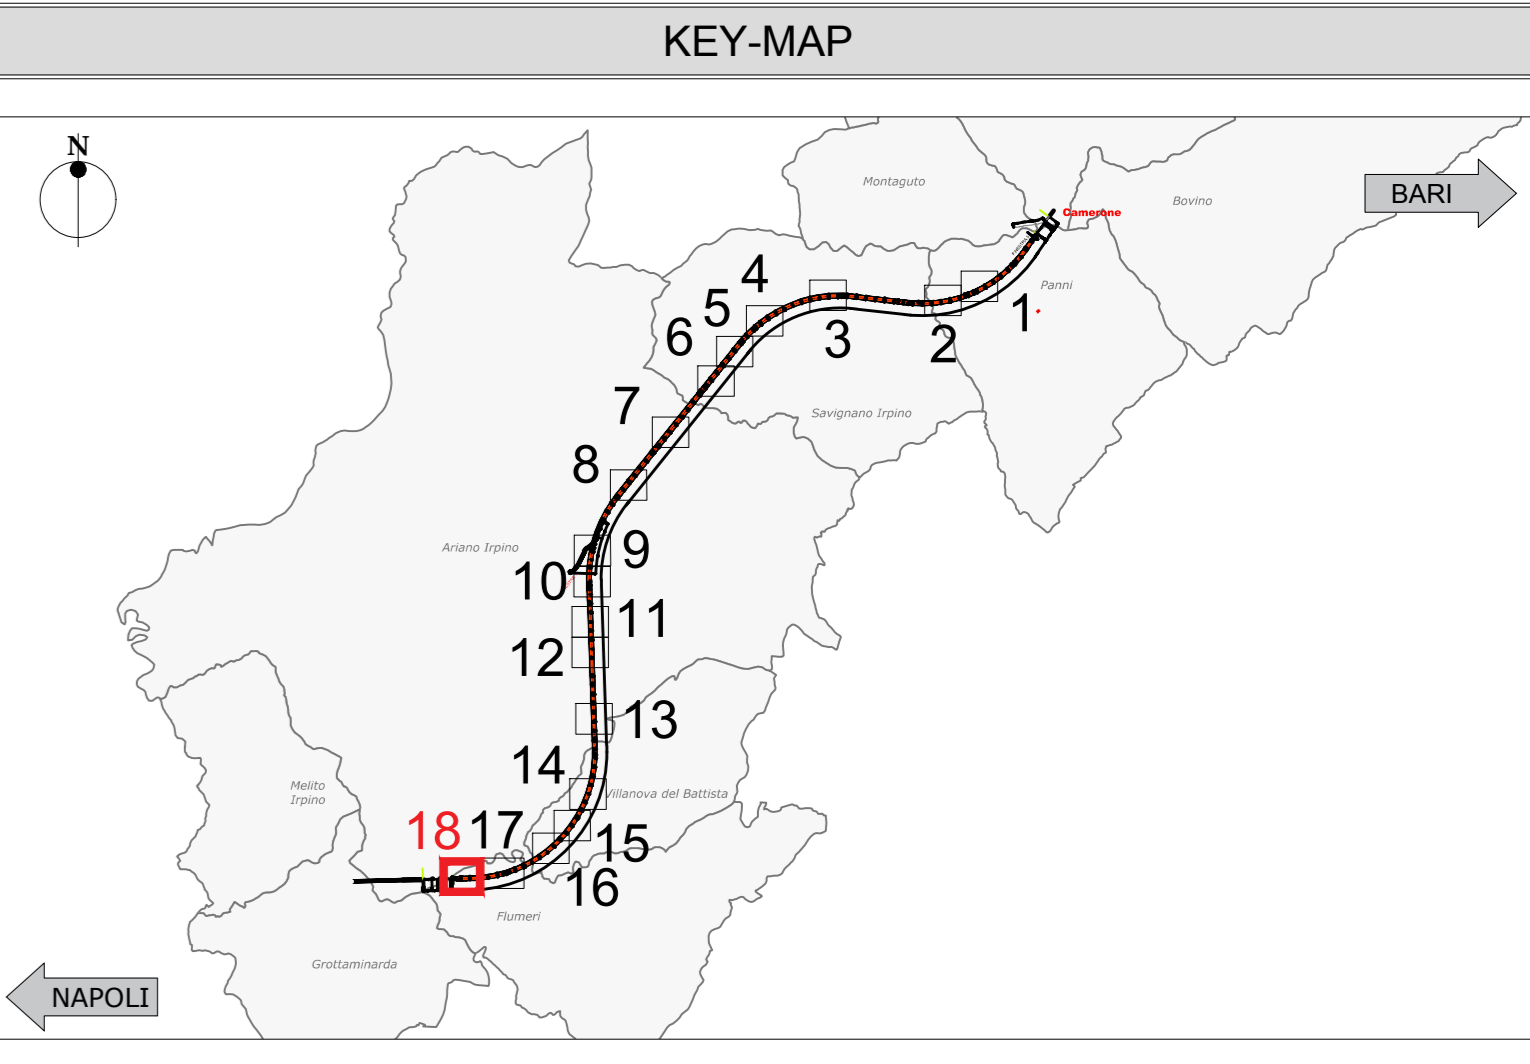 KEY-MAP
N
Montaguto
Bovino
BARI
Camerone
Panni
1
2
3
4
5
6
7
Savignano Irpino
8
Ariano Irpino
9
10
11
12
13
14
Villanova del Battista
Melito
Irpino
18
17
15
16
Flumeri
Grottaminarda
NAPOLI